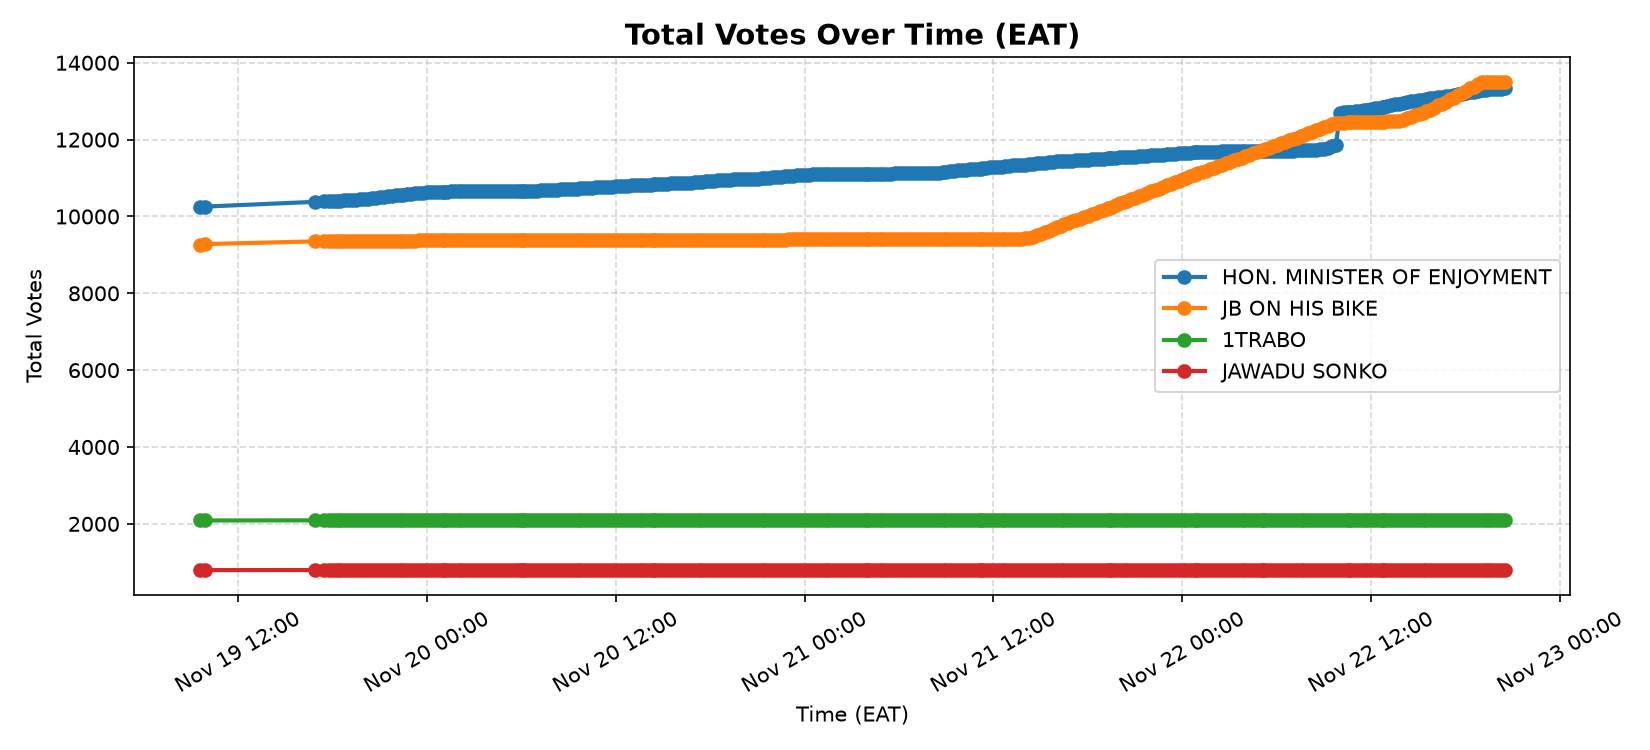 Total Votes Over Time (EAT)
14000
12000
10000
8000
6000
4000
2000
Total Votes
HON. MINISTER OF ENJOYMENT
JB ON HIS BIKE
1TRABO
JAWADU SONKO
Nov 19 12:00
Nov 20 00:00
Nov 20 12:00
Nov 21 00:00
Nov 21 12:00
Nov 22 00:00
Nov 22 12:00
Nov 23 00:00
Time (EAT)